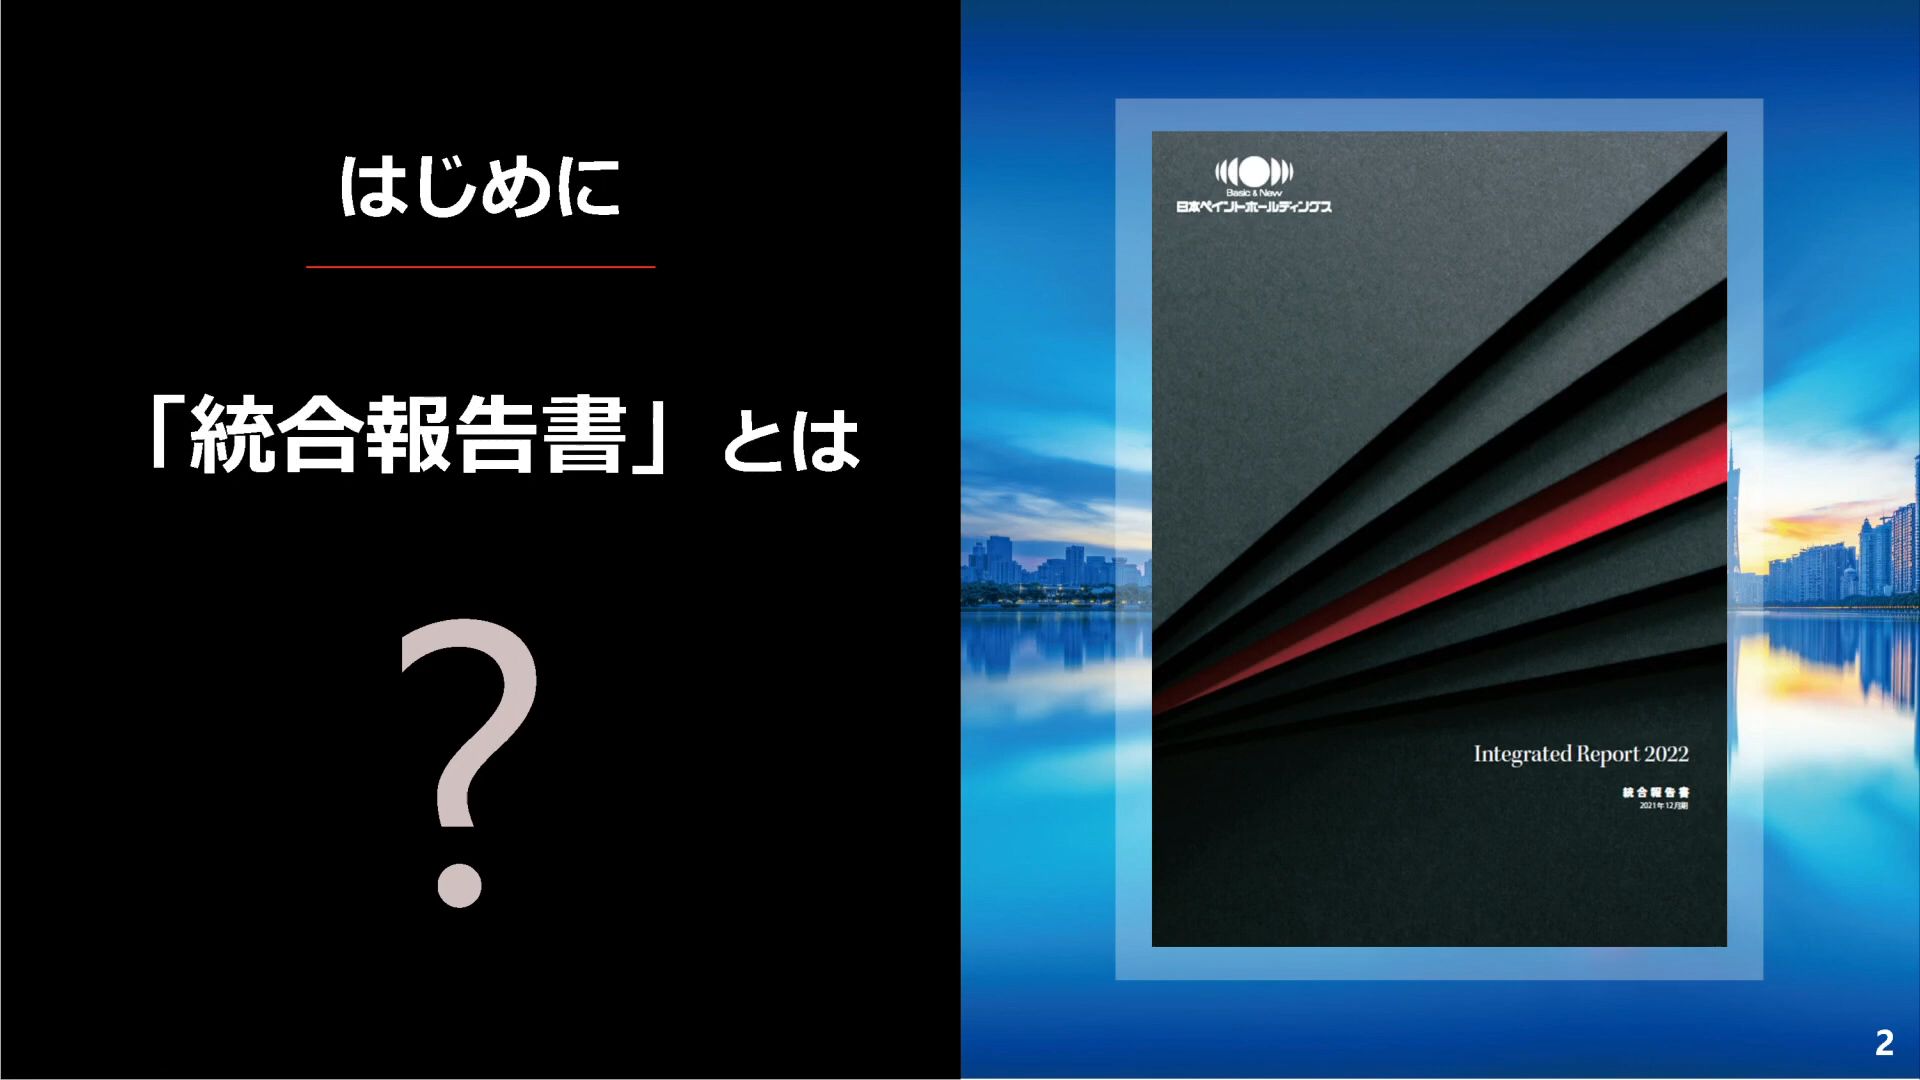 はじめに
「統合報告書」とは
?
Basic & New
日本ペイントホールディングス
Integrated Report 2022
統合報告書
2021年12月期
2